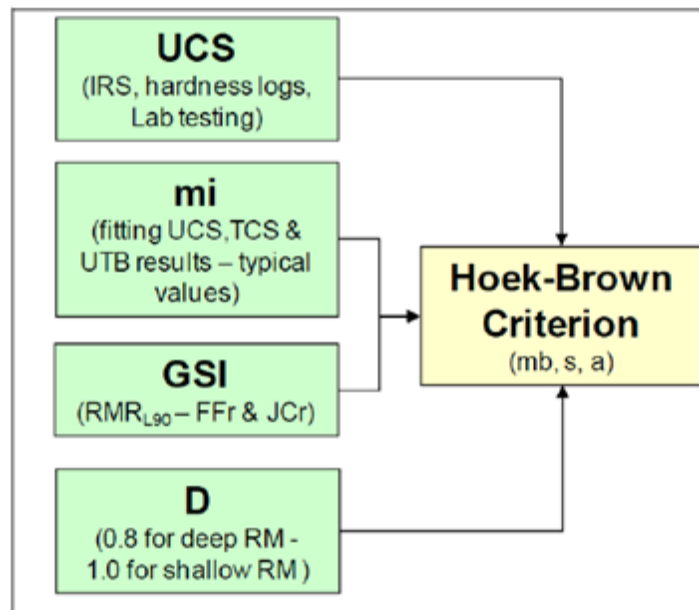 UCS
(IRS, hardness logs,
Lab testing)
mi
(fitting UCS,TCS &
UTB results – typical
values)
GSI
(RMRL90 – FFr & JCr)
D
(0.8 for deep RM -
1.0 for shallow RM )
Hoek-Brown
Criterion
(mb, s, a)